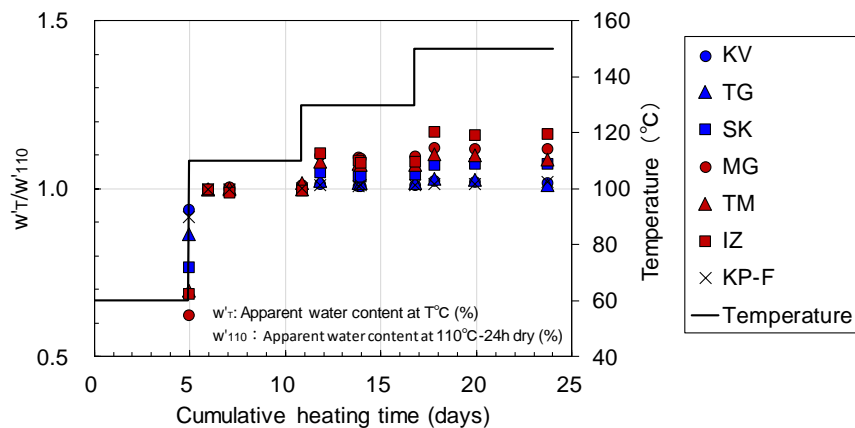 1.5
160
140
120
1.0
100
80
60
0.5
40
w'T/w'110
Temperature (℃)
w'T: Apparent water content at T℃ (%)
w'110 : Apparent water content at 110℃-24h dry (%)
0 5 10 15 20 25
Cumulative heating time (days)
KV
TG
SK
MG
TM
IZ
KP-F
Temperature